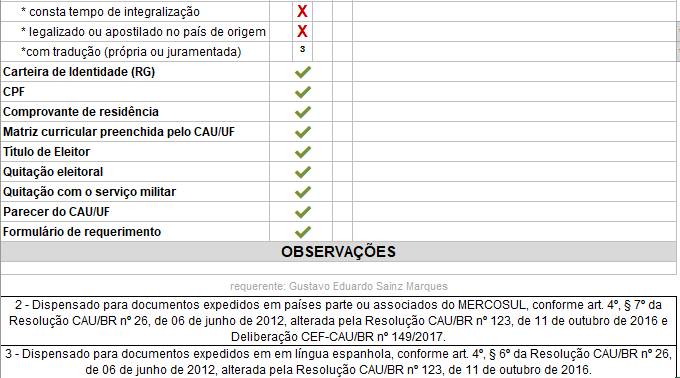 * consta tempo de integralização X
* legalizado ou apostilado no país de origem X
*com tradução (própria ou juramentada) 3
Carteira de Identidade (RG) ✓
CPF ✓
Comprovante de residência ✓
Matriz curricular preenchida pelo CAU/UF ✓
Título de Eleitor ✓
Quitação eleitoral ✓
Quitação com o serviço militar ✓
Parecer do CAU/UF ✓
Formulário de requerimento ✓
OBSERVAÇÕES
requerente: Gustavo Eduardo Sainz Marques
2 - Dispensado para documentos expedidos em países parte ou associados do MERCOSUL, conforme art. 4º, § 7º da
Resolução CAU/BR nº 26, de 06 de junho de 2012, alterada pela Resolução CAU/BR nº 123, de 11 de outubro de 2016 e
Deliberação CEF-CAU/BR nº 149/2017.
3 - Dispensado para documentos expedidos em em língua espanhola, conforme art. 4º, § 6º da Resolução CAU/BR nº 26,
de 06 de junho de 2012, alterada pela Resolução CAU/BR nº 123, de 11 de outubro de 2016.